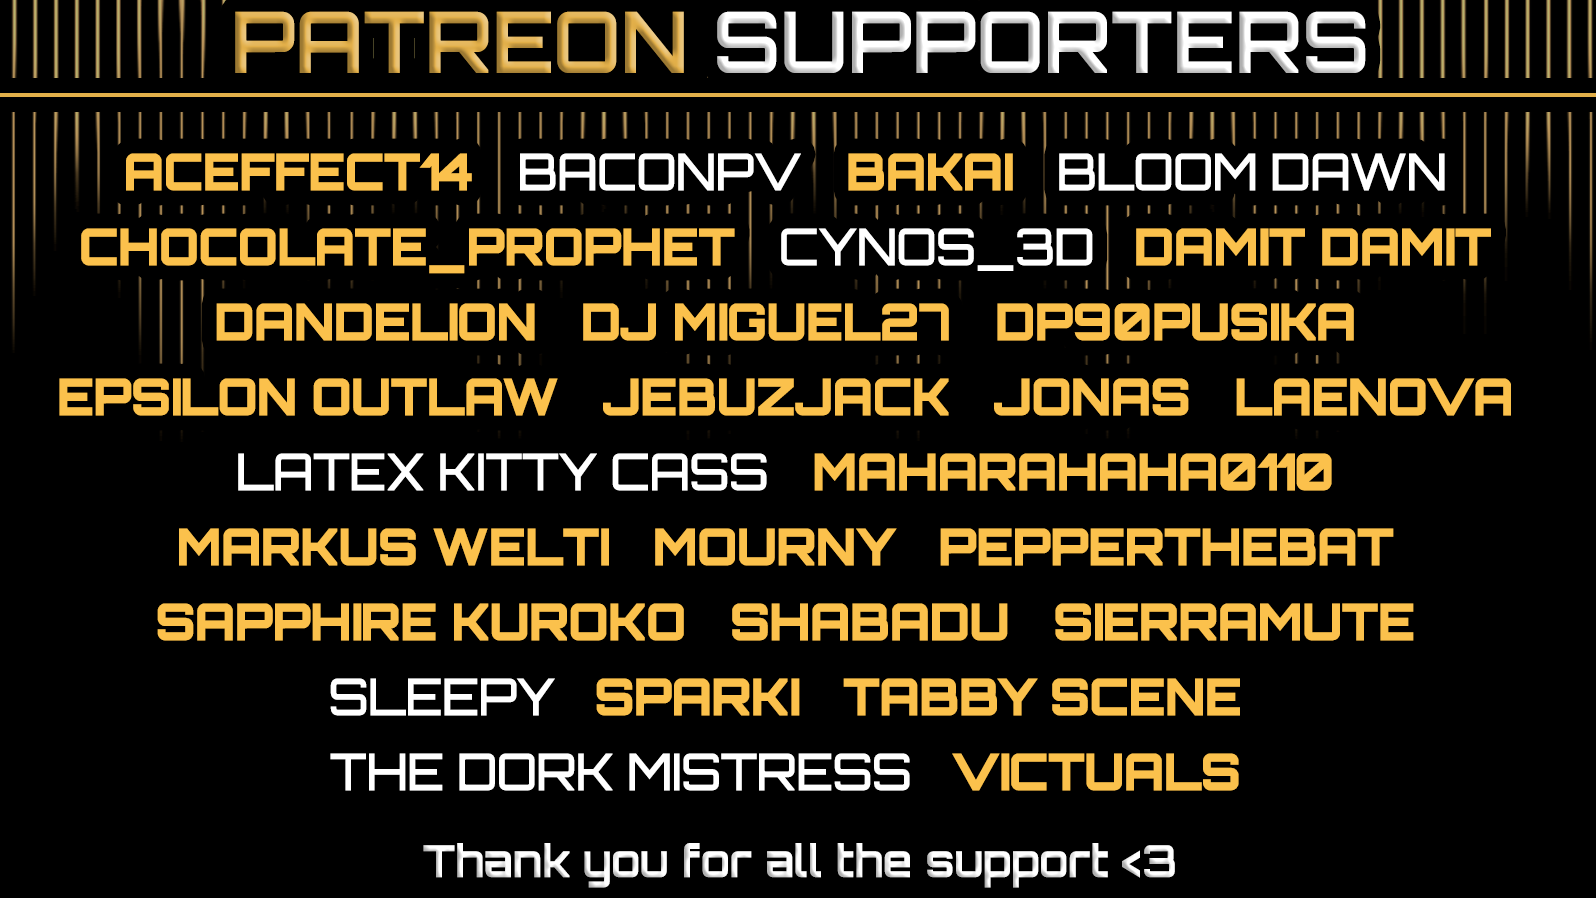 PATREON SUPPORTERS
ACEFFECT14 BACONPV BAKAI BLOOM DAWN
CHOCOLATE_PROPHET CYNOS_3D DAMIT DAMIT
DANDELION DJ MIGUEL27 DP90PUSIKA
EPSILON OUTLAW JEBUZJACK JONAS LAENOVA
LATEX KITTY CASS MAHARAHAHA0110
MARKUS WELTI MOURNY PEPPERTHEBAT
SAPPHIRE KUROKO SHABADU SIERRAMUTE
SLEEPY SPARKI TABBY SCENE
THE DORK MISTRESS VICTUALS
Thank you for all the support <3